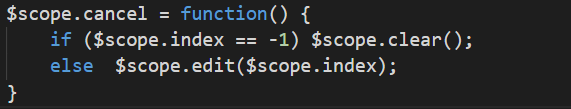 $scope.cancel = function() {
    if ($scope.index == -1) $scope.clear();
    else  $scope.edit($scope.index);
}